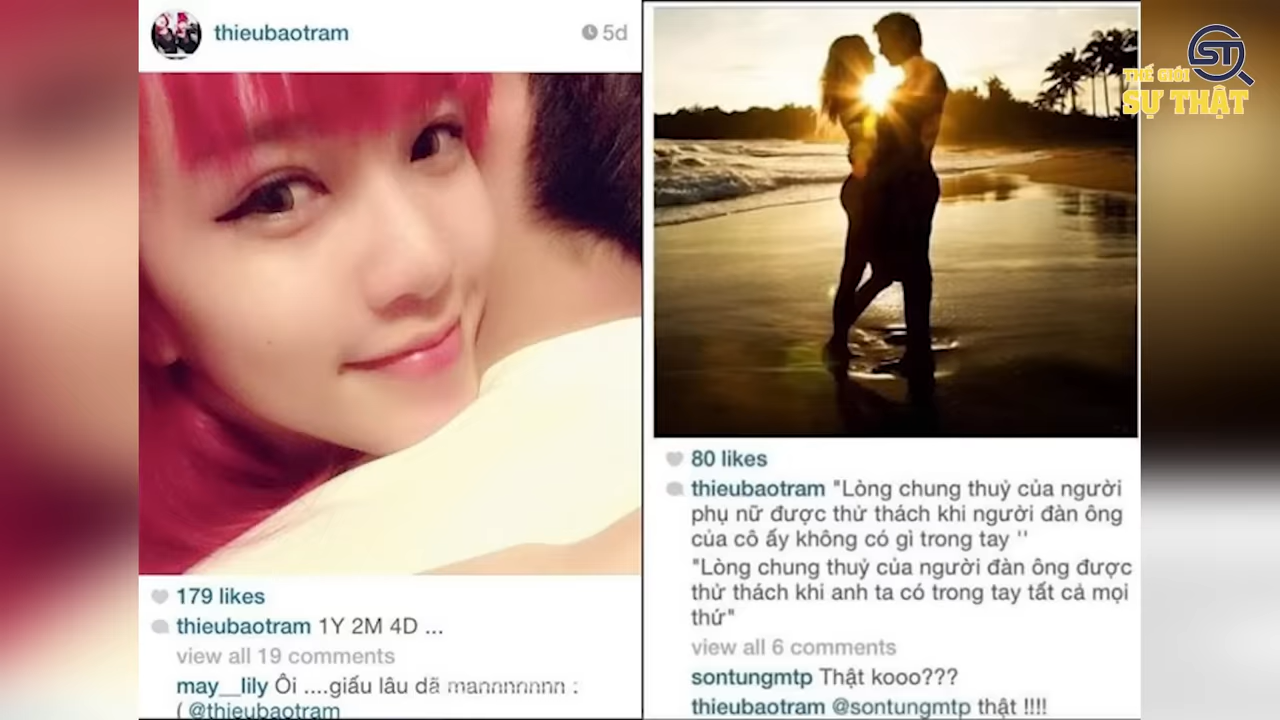 thieubaotram
5d
179 likes
thieubaotram 1Y 2M 4D ...
view all 19 comments
may__lily Ôi ....giấu lâu dã mannnnnnnn :
( @thieubaotram
80 likes
thieubaotram "Lòng chung thuỷ của người
phụ nữ được thử thách khi người đàn ông
của cô ấy không có gì trong tay ''
"Lòng chung thuỷ của người đàn ông được
thử thách khi anh ta có trong tay tất cả mọi
thứ"
view all 6 comments
sontungmtp Thật kooo???
thieubaotram @sontungmtp thật !!!!
ST
THẾ GIỚI
SỰ THẬT